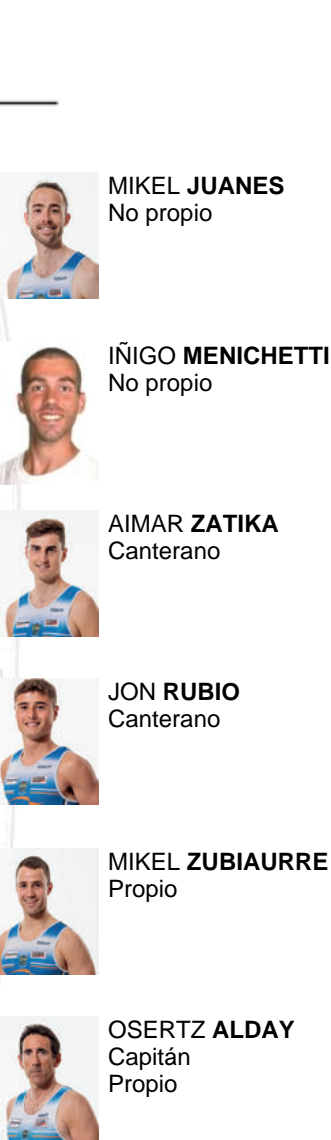 MIKEL JUANES
No propio
IÑIGO MENICHETTI
No propio
AIMAR ZATIKA
Canterano
JON RUBIO
Canterano
MIKEL ZUBIAURRE
Propio
OSERTZ ALDAY
Capitán
Propio